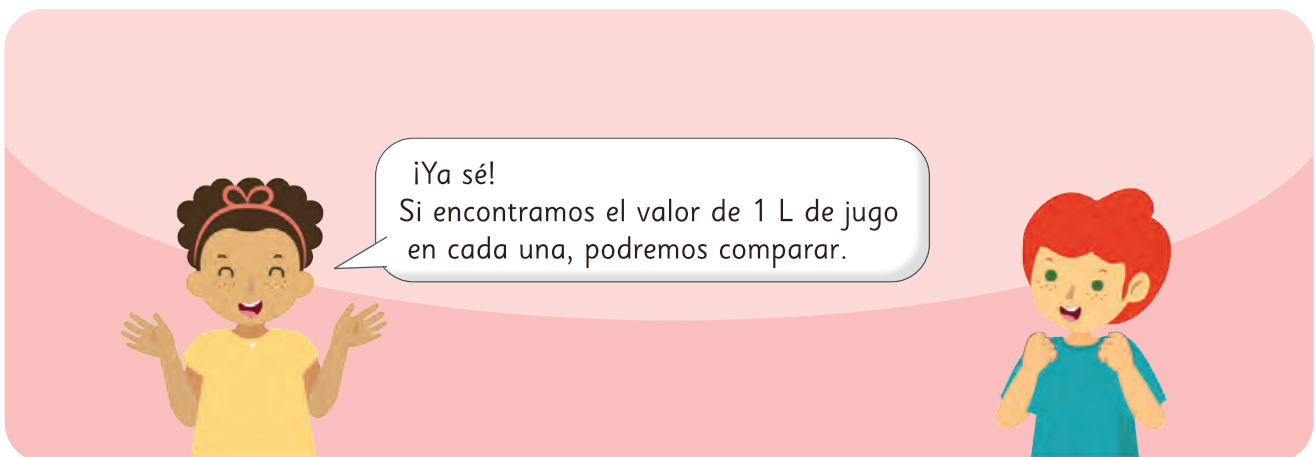 ¡Ya sé!
Si encontramos el valor de 1 L de jugo
en cada una, podremos comparar.